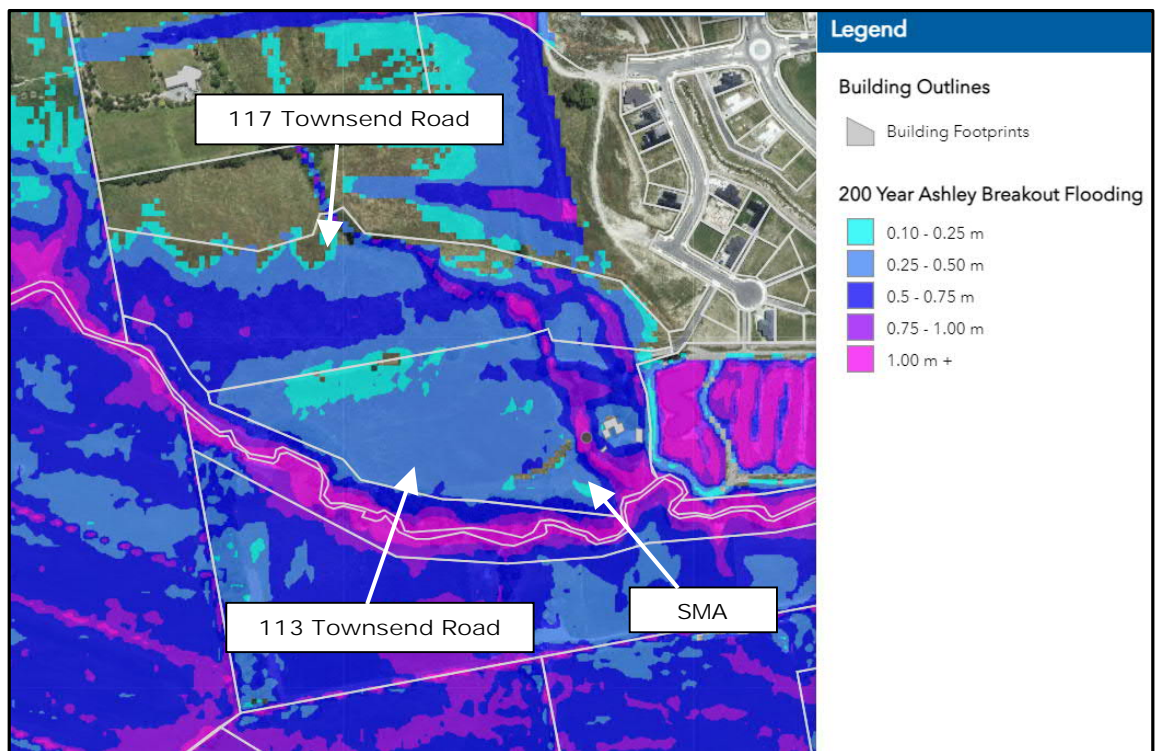 Legend
Building Outlines
Building Footprints
200 Year Ashley Breakout Flooding
0.10 - 0.25 m
0.25 - 0.50 m
0.5 - 0.75 m
0.75 - 1.00 m
1.00 m +
117 Townsend Road
113 Townsend Road
SMA